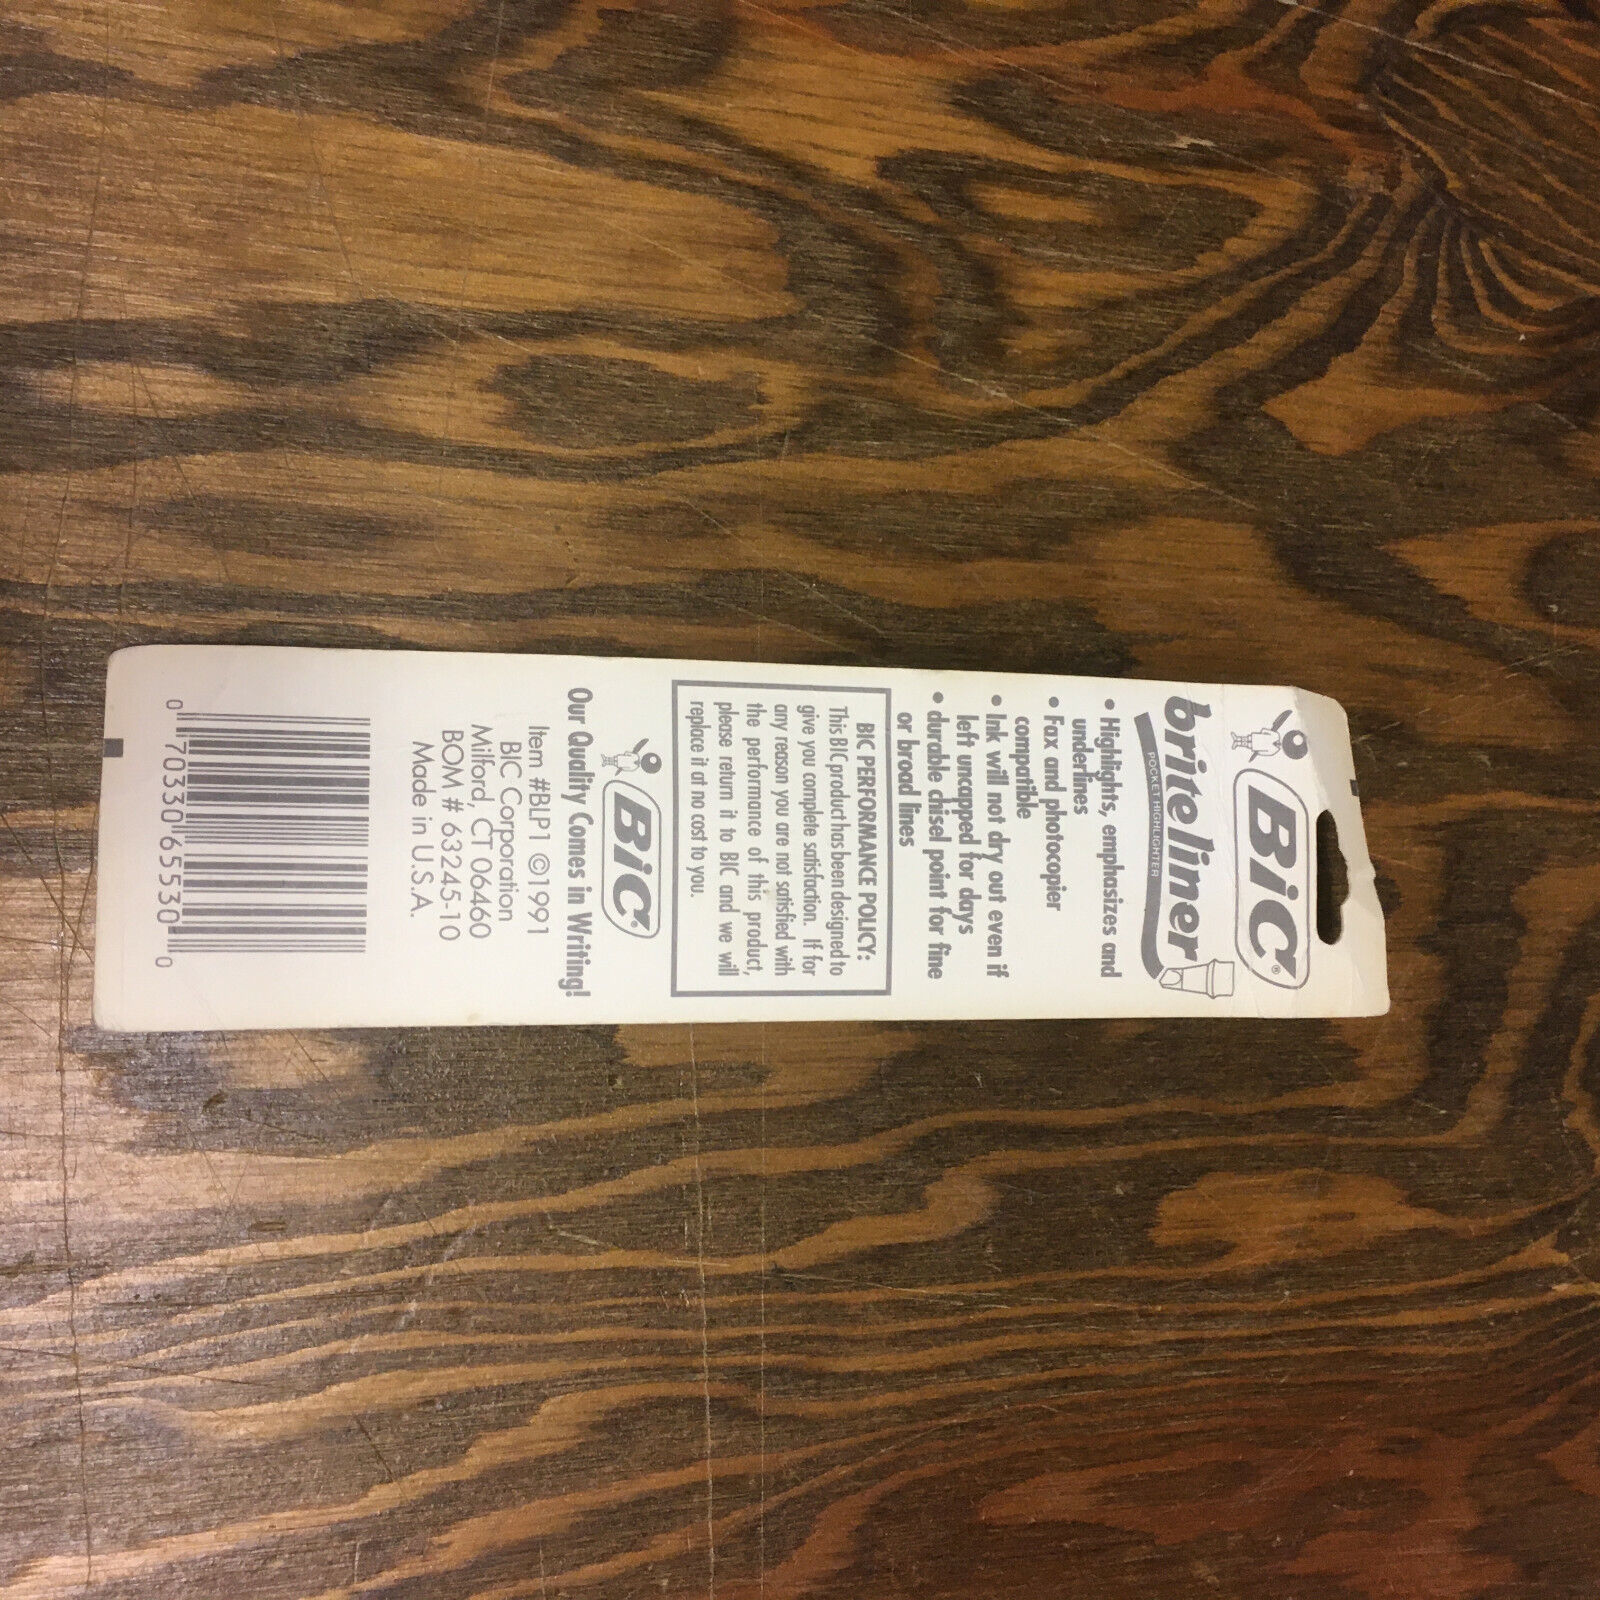 BiC®
brite liner
POCKET HIGHLIGHTER
• Highlights, emphasizes and
underlines
• Fax and photocopier
compatible
• Ink will not dry out even if
left uncapped for days
• durable chisel point for fine
or broad lines
BIC PERFORMANCE POLICY:
This BIC product has been designed to
give you complete satisfaction. If for
any reason you are not satisfied with
the performance of this product,
please return it to BIC and we will
replace it at no cost to you.
BiC®
Our Quality Comes in Writing!
Item #BLP1 ©1991
BIC Corporation
Milford, CT 06460
BOM # 63245-10
Made in U.S.A.
0 70330 65530 0